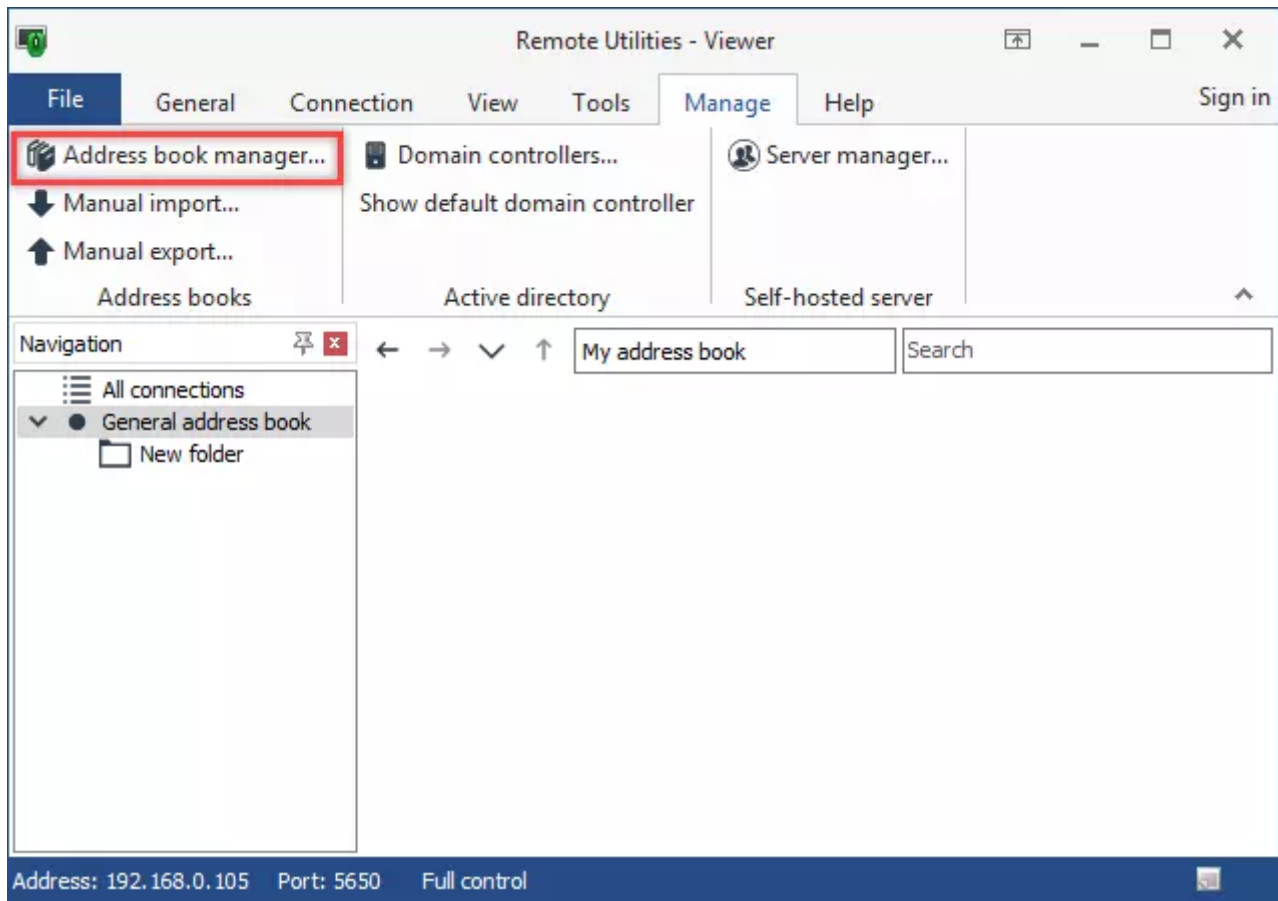 Remote Utilities - Viewer
File General Connection View Tools Manage Help Sign in
Address book manager... Domain controllers... Server manager...
Manual import... Show default domain controller
Manual export...
Address books Active directory Self-hosted server
Navigation My address book Search
All connections
General address book
New folder
Address: 192.168.0.105 Port: 5650 Full control